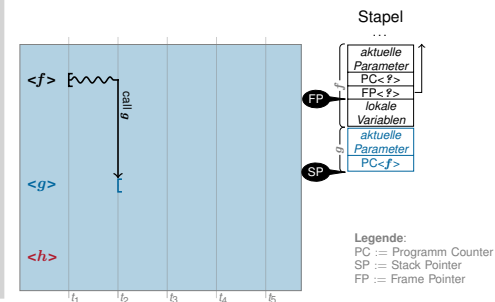 Stapel
...
aktuelle
Parameter
PC<?>
FP<?>
lokale
Variablen
f
FP
aktuelle
Parameter
PC<f>
g
SP
<f>
call g
<g>
<h>
t1 t2 t3 t4 t5
Legende:
PC := Programm Counter
SP := Stack Pointer
FP := Frame Pointer